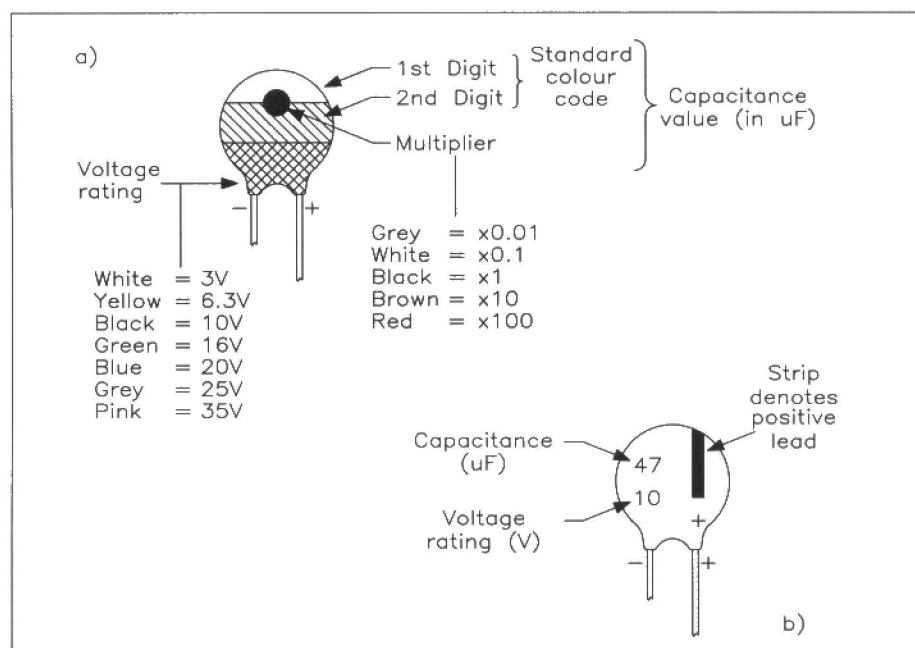 a)
1st Digit
2nd Digit
Standard
colour
code
Capacitance
value (in uF)
Multiplier
Voltage
rating
− +
Grey = x0.01
White = x0.1
Black = x1
Brown = x10
Red = x100
White = 3V
Yellow = 6.3V
Black = 10V
Green = 16V
Blue = 20V
Grey = 25V
Pink = 35V
Strip
denotes
positive
lead
Capacitance
(uF)
47
10
Voltage
rating (V)
+
− +
b)